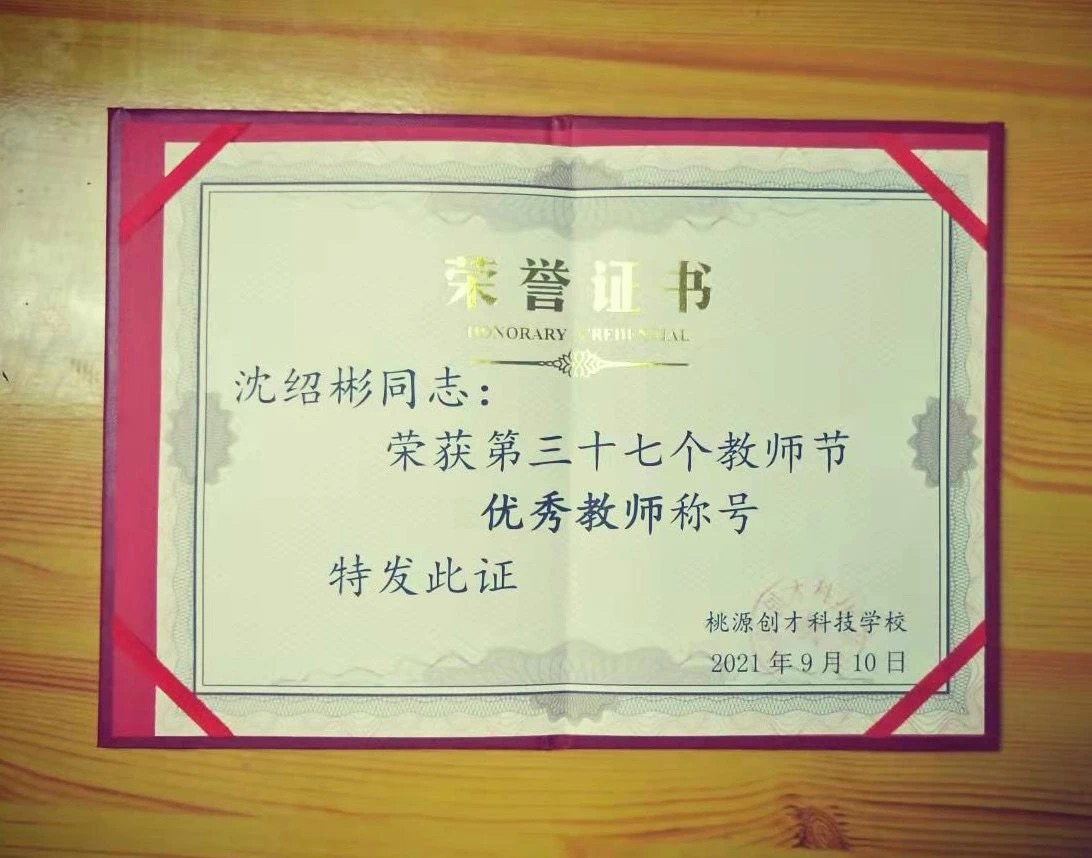 荣誉证书
HONORARY CREDENTIAL
沈绍彬同志：
荣获第三十七个教师节
优秀教师称号
特发此证
桃源创才科技学校
2021年9月10日